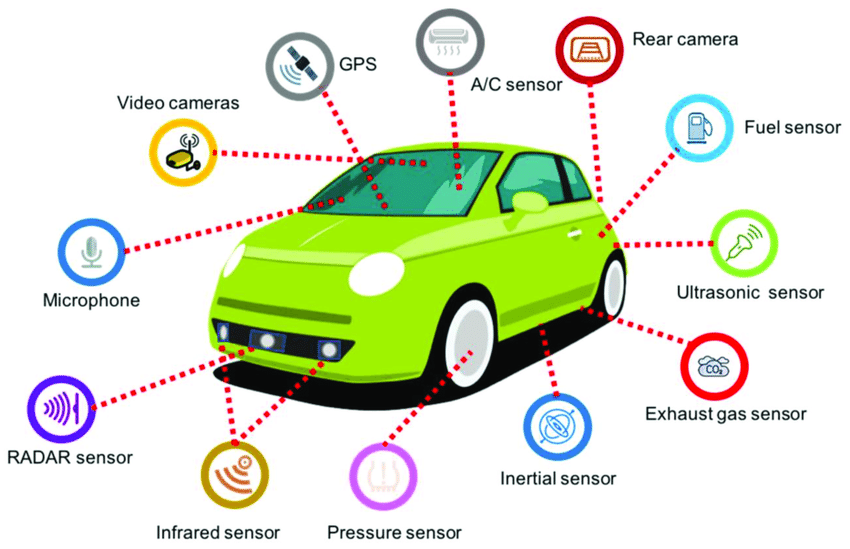 Rear camera
GPS
A/C sensor
Video cameras
Fuel sensor
Microphone
Ultrasonic sensor
CO₂
Exhaust gas sensor
RADAR sensor
Inertial sensor
Infrared sensor
Pressure sensor